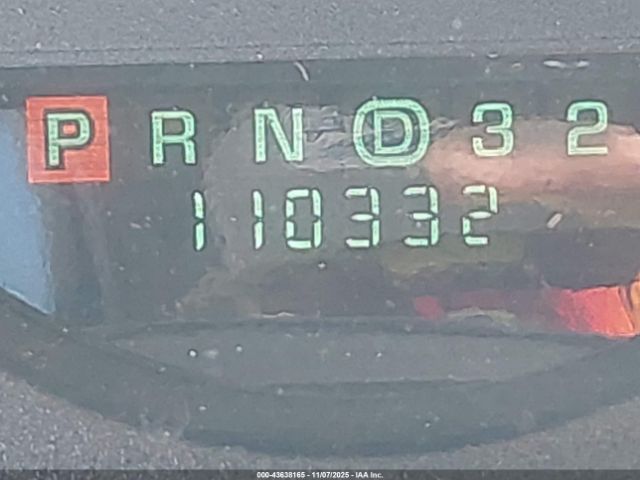 P R N D 3 2
110332
000-43638165 - 11/07/2025 - IAA Inc.